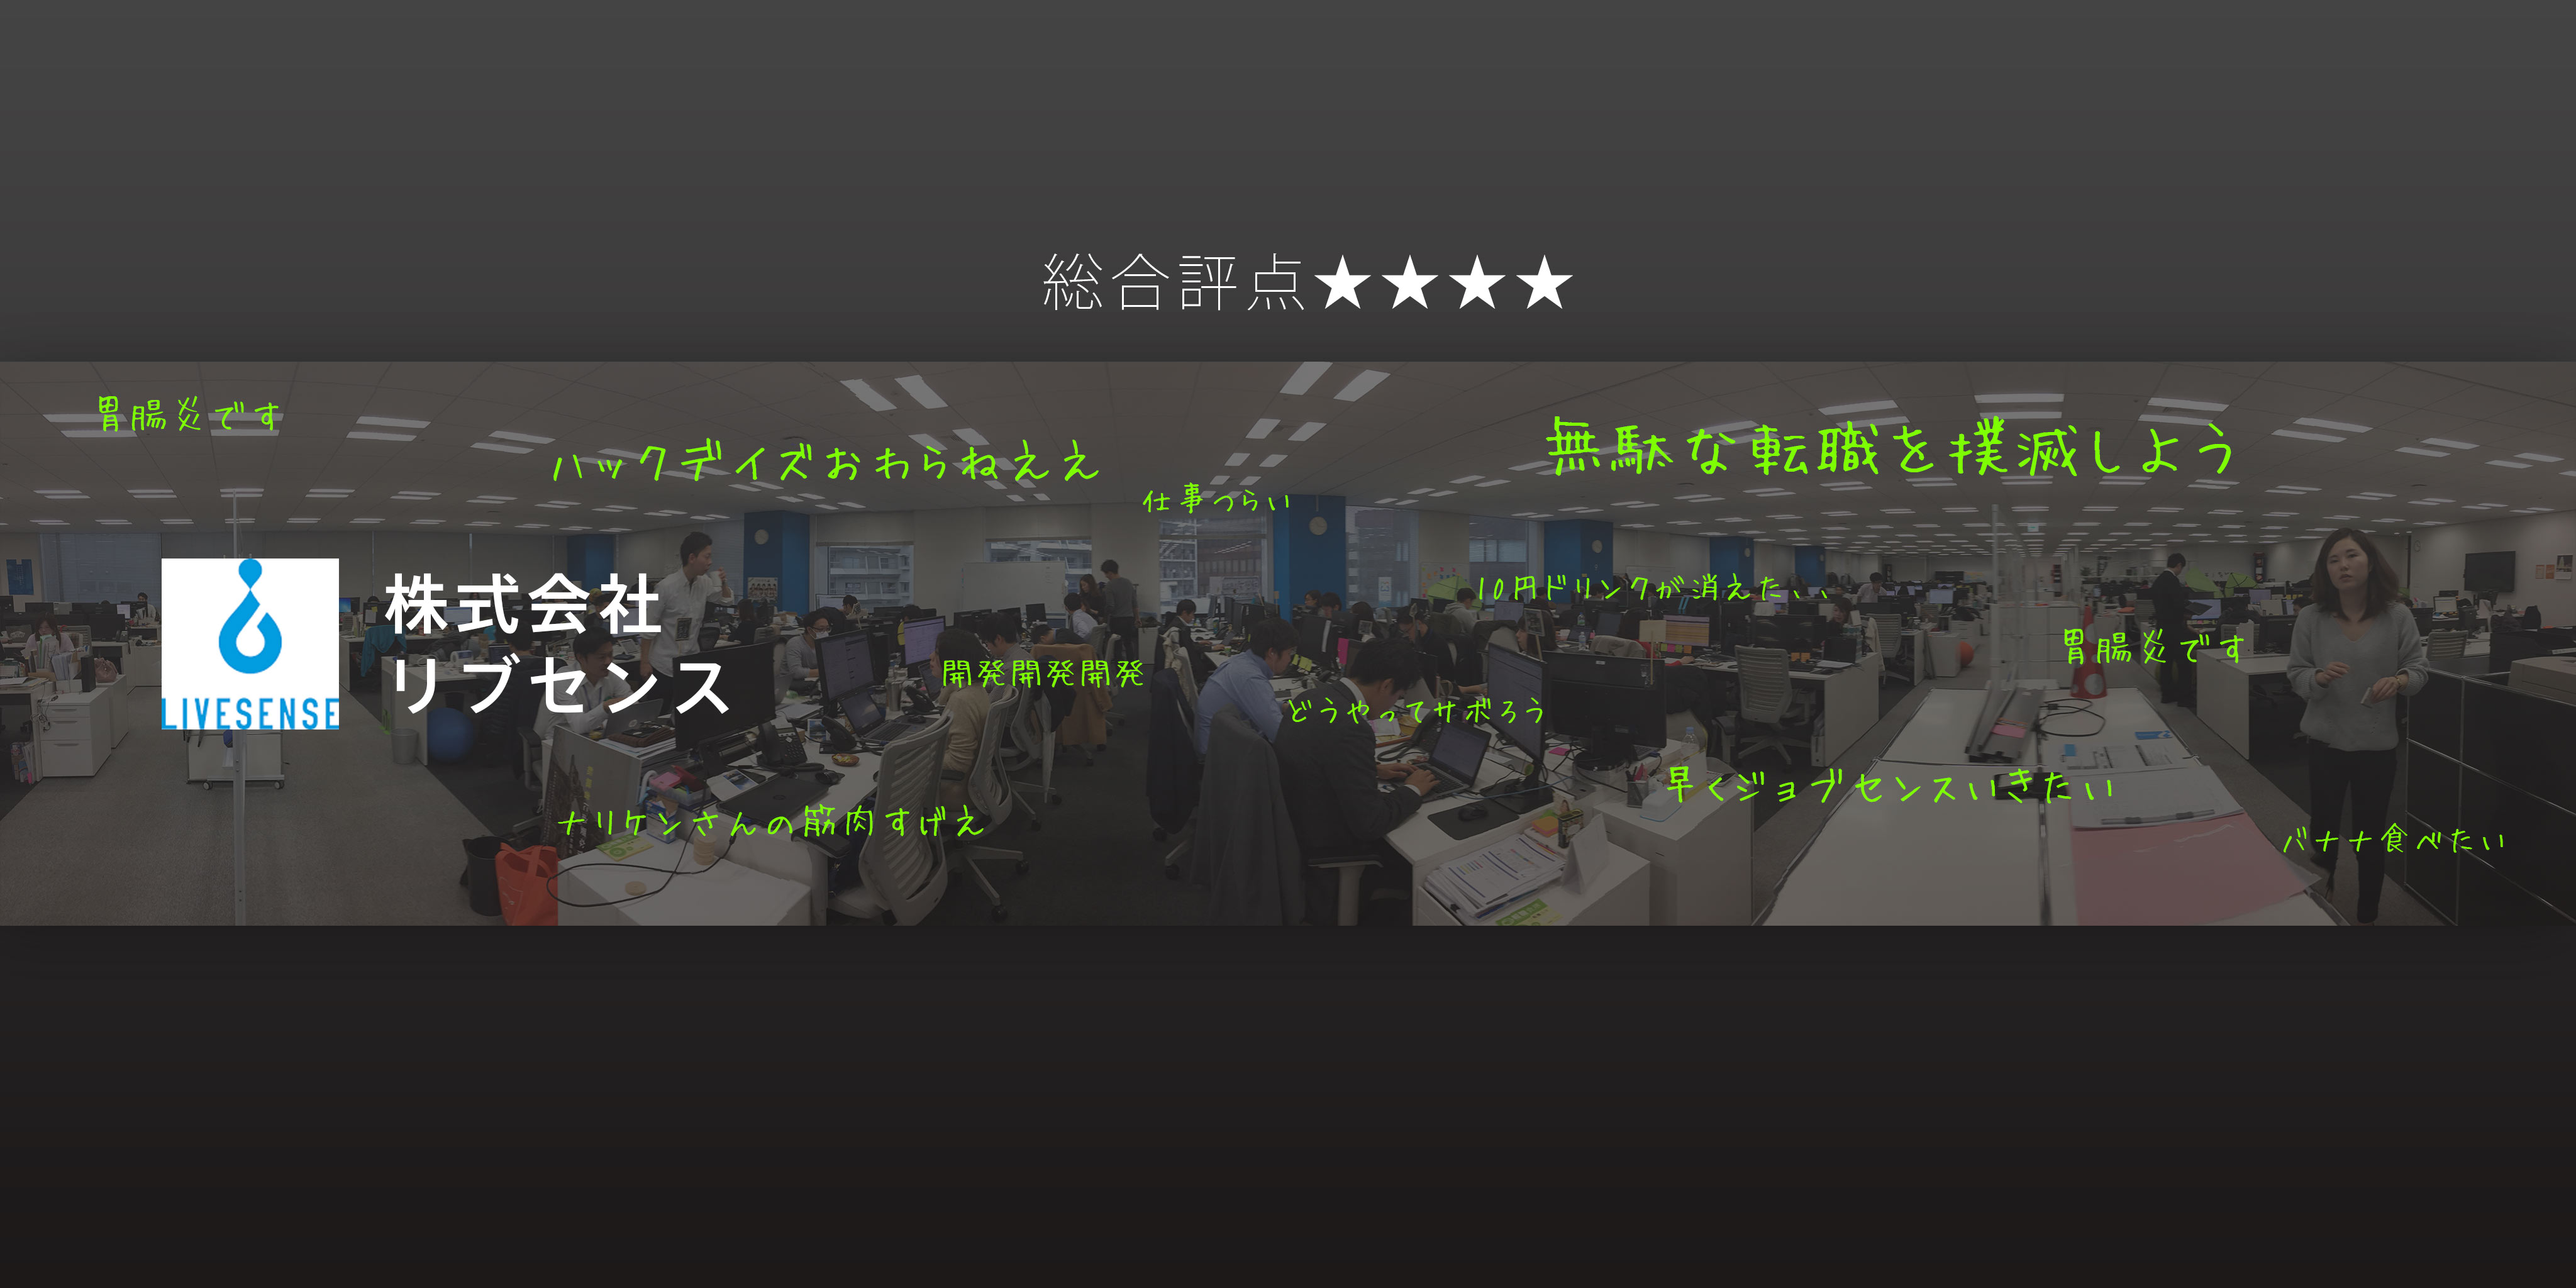 総合評点★★★★
胃腸炎です
無駄な転職を撲滅しよう
ハックデイズおわらねええ
仕事つらい
10円ドリンクが消えた、、
株式会社
リブセンス
LIVESENSE
胃腸炎です
開発開発開発
どうやってサボろう
早くジョブセンスいきたい
ナリケンさんの筋肉すげえ
バナナ食べたい